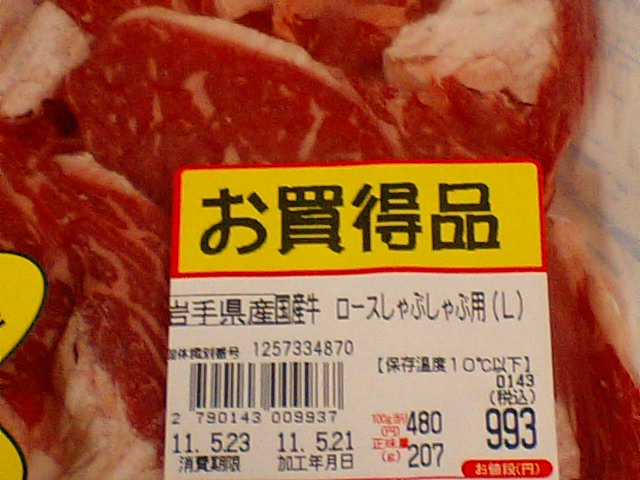 お買得品
岩手県産国産牛 ロースしゃぶしゃぶ用(L)
個体識別番号 1257334870
【保存温度10℃以下】
0143
(税込)
2 790143 009937
100g当り(円) 480
993
正味量(g) 207
11. 5.23 11. 5.21
消費期限 加工年月日
お値段(円)